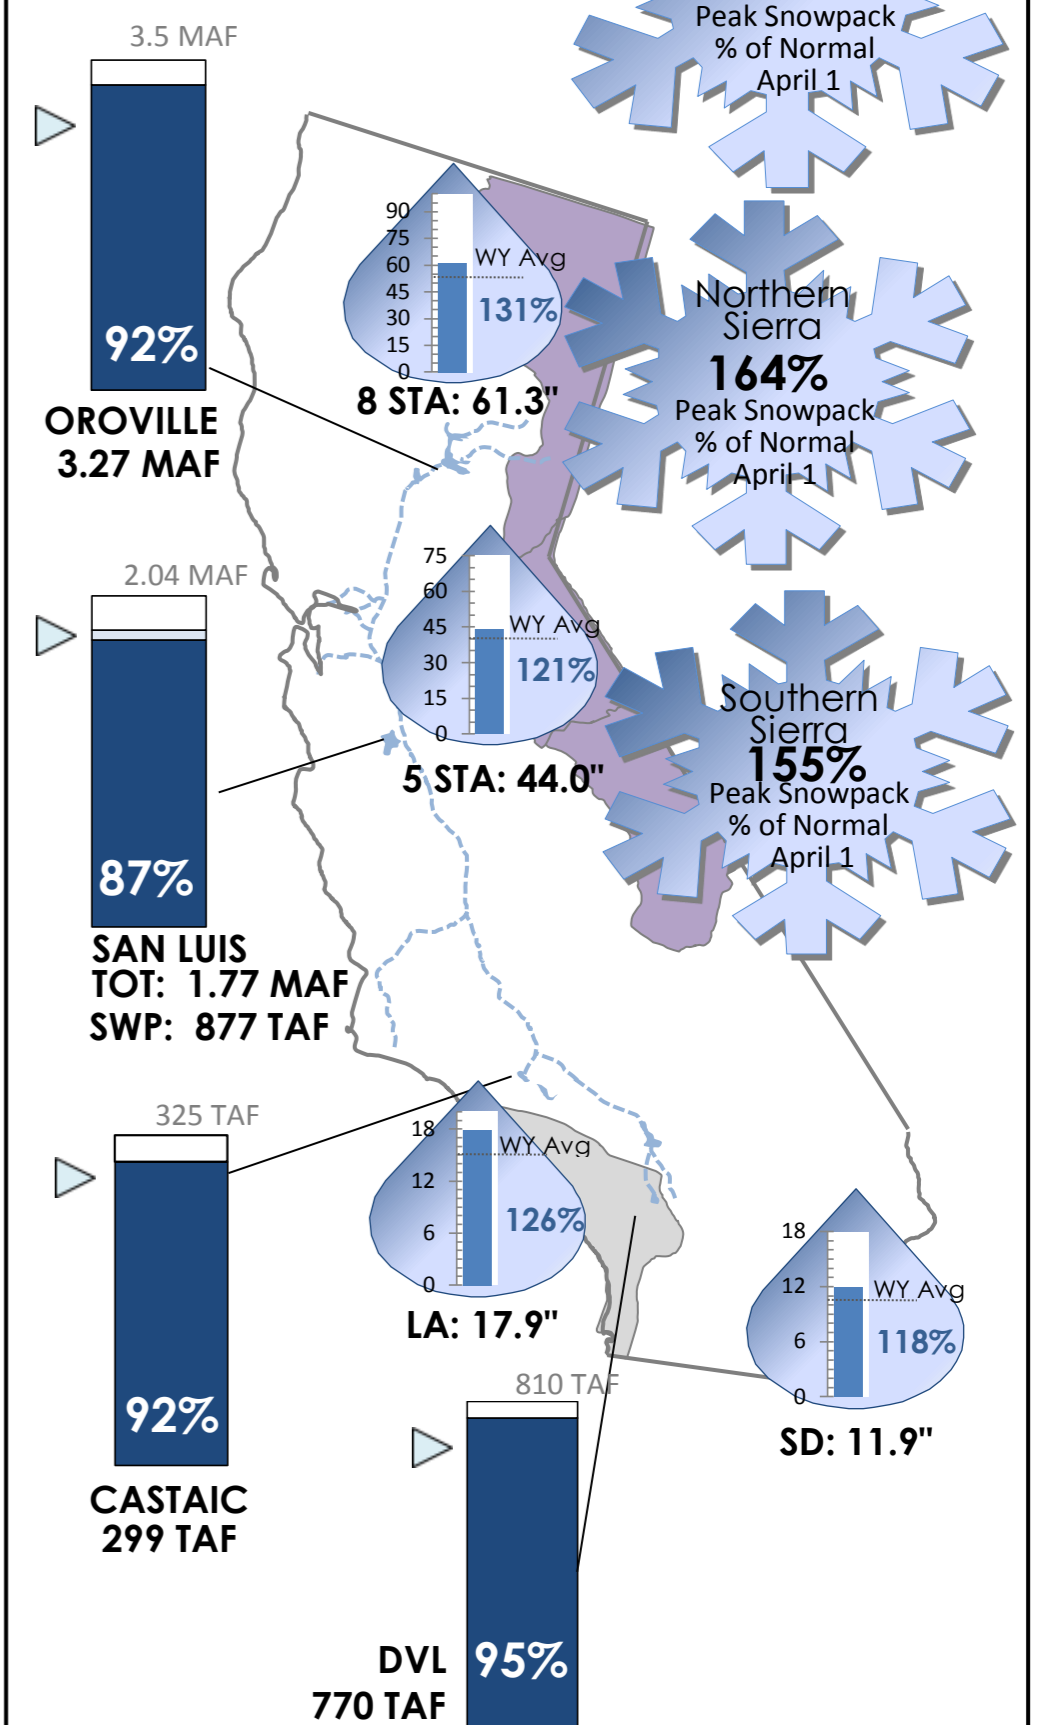 3.5 MAF
92%
OROVILLE
3.27 MAF
Peak Snowpack
% of Normal
April 1
90
75
60
45
30
15
0
WY Avg
131%
8 STA: 61.3"
Northern
Sierra
164%
Peak Snowpack
% of Normal
April 1
2.04 MAF
87%
SAN LUIS
TOT: 1.77 MAF
SWP: 877 TAF
75
60
45
30
15
0
WY Avg
121%
5 STA: 44.0"
Southern
Sierra
155%
Peak Snowpack
% of Normal
April 1
325 TAF
92%
CASTAIC
299 TAF
18
12
6
0
WY Avg
126%
LA: 17.9"
18
12
6
0
WY Avg
118%
SD: 11.9"
810 TAF
95%
DVL
770 TAF